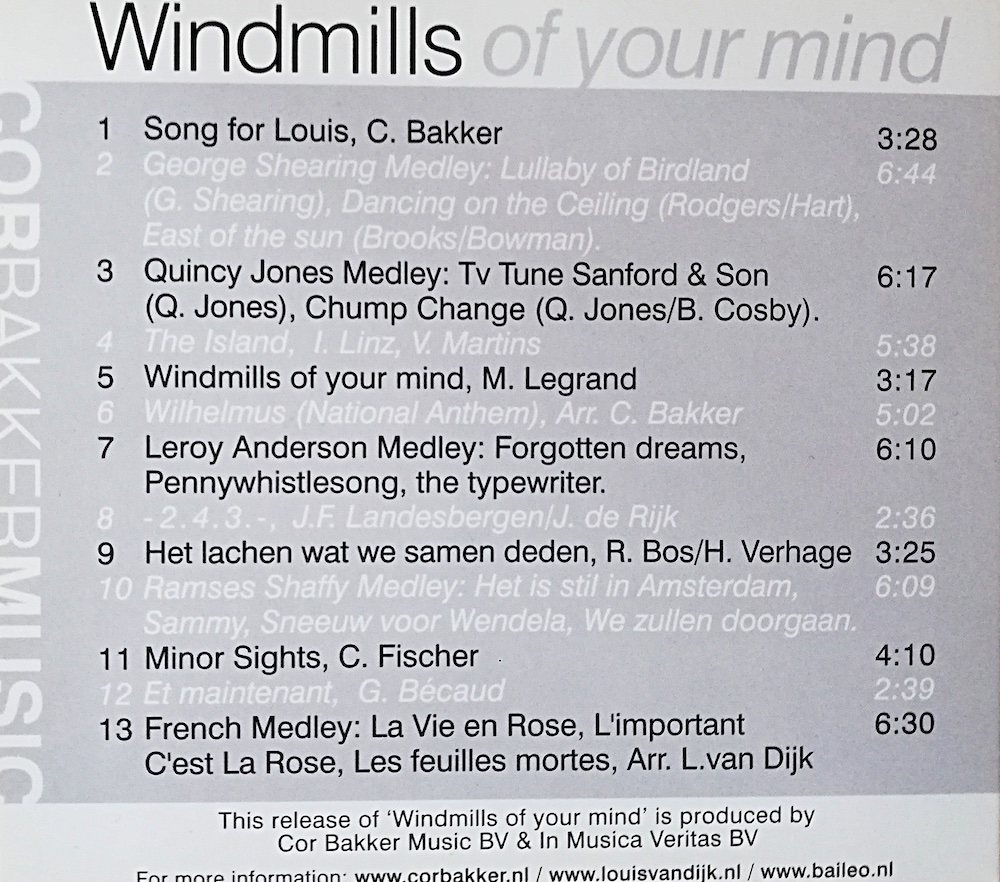 Windmills of your mind
CORBAKKERMUSIC
1 Song for Louis, C. Bakker 3:28
2 George Shearing Medley: Lullaby of Birdland 6:44
(G. Shearing), Dancing on the Ceiling (Rodgers/Hart),
East of the sun (Brooks/Bowman).
3 Quincy Jones Medley: Tv Tune Sanford & Son 6:17
(Q. Jones), Chump Change (Q. Jones/B. Cosby).
4 The Island, I. Linz, V. Martins 5:38
5 Windmills of your mind, M. Legrand 3:17
6 Wilhelmus (National Anthem), Arr. C. Bakker 5:02
7 Leroy Anderson Medley: Forgotten dreams, 6:10
Pennywhistlesong, the typewriter.
8 -2.4.3.-, J.F. Landesbergen/J. de Rijk 2:36
9 Het lachen wat we samen deden, R. Bos/H. Verhage 3:25
10 Ramses Shaffy Medley: Het is stil in Amsterdam, 6:09
Sammy, Sneeuw voor Wendela, We zullen doorgaan.
11 Minor Sights, C. Fischer 4:10
12 Et maintenant, G. Bécaud 2:39
13 French Medley: La Vie en Rose, L'important 6:30
C'est La Rose, Les feuilles mortes, Arr. L.van Dijk
This release of 'Windmills of your mind' is produced by
Cor Bakker Music BV & In Musica Veritas BV
For more information: www.corbakker.nl / www.louisvandijk.nl / www.baileo.nl